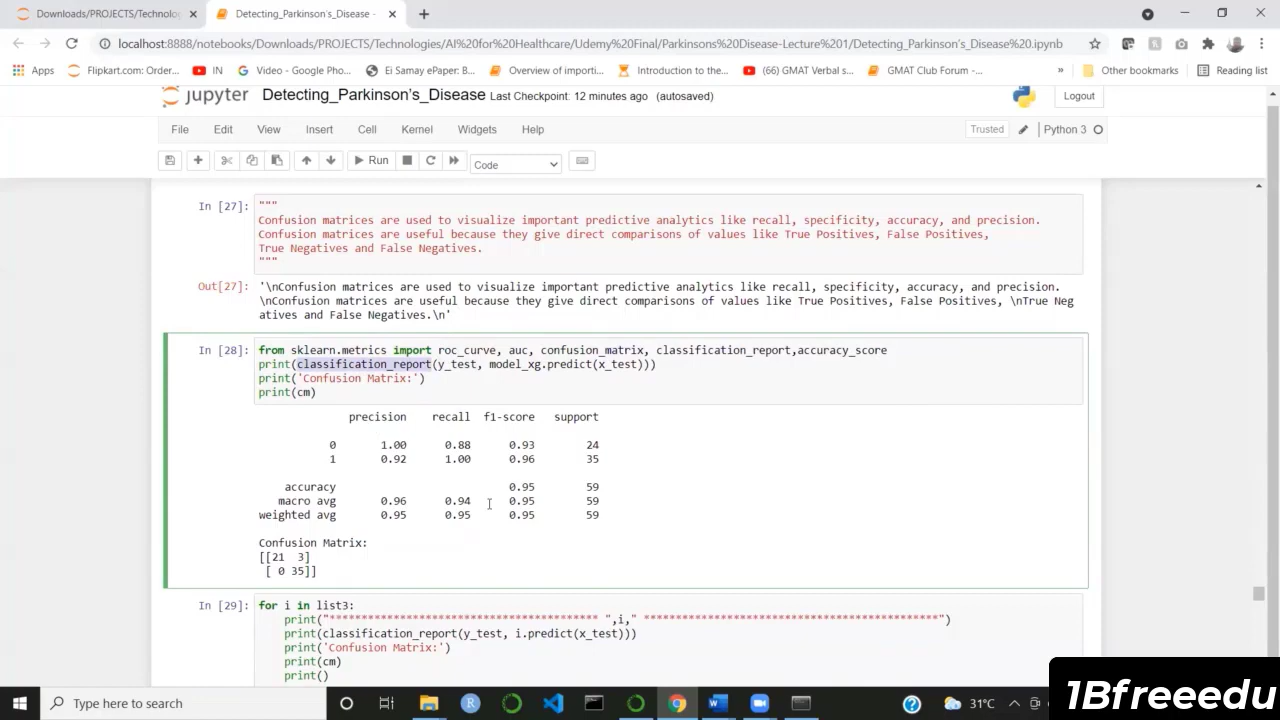 Downloads/PROJECTS/Technolog
Detecting_Parkinson's_Disease -
localhost:8888/notebooks/Downloads/PROJECTS/Technologies/AI%20for%20Healthcare/Udemy%20Final/Parkinsons%20Disease-Lecture%201/Detecting_Parkinson's_Disease%20.ipynb
Apps
Flipkart.com: Order...
IN
Video - Google Pho...
Ei Samay ePaper: B...
Overview of importi...
Introduction to the...
(66) GMAT Verbal s...
GMAT Club Forum -...
»
Other bookmarks
Reading list
jupyter
Detecting_Parkinson's_Disease
Last Checkpoint: 12 minutes ago (autosaved)
Logout
File Edit View Insert Cell Kernel Widgets Help
Trusted
Python 3
Run
Code
In [27]:
"""
Confusion matrices are used to visualize important predictive analytics like recall, specificity, accuracy, and precision.
Confusion matrices are useful because they give direct comparisons of values like True Positives, False Positives,
True Negatives and False Negatives.
"""
Out[27]:
'\nConfusion matrices are used to visualize important predictive analytics like recall, specificity, accuracy, and precision.
\nConfusion matrices are useful because they give direct comparisons of values like True Positives, False Positives, \nTrue Neg
atives and False Negatives.\n'
In [28]:
from sklearn.metrics import roc_curve, auc, confusion_matrix, classification_report,accuracy_score
print(classification_report(y_test, model_xg.predict(x_test)))
print('Confusion Matrix:')
print(cm)
precision recall f1-score support
0 1.00 0.88 0.93 24
1 0.92 1.00 0.96 35
accuracy 0.95 59
macro avg 0.96 0.94 0.95 59
weighted avg 0.95 0.95 0.95 59
Confusion Matrix:
[[21 3]
[ 0 35]]
In [29]:
for i in list3:
print("****************************************** ",i," **********************************************")
print(classification_report(y_test, i.predict(x_test)))
print('Confusion Matrix:')
print(cm)
print()
Type here to search
31°C
1Bfreeedu